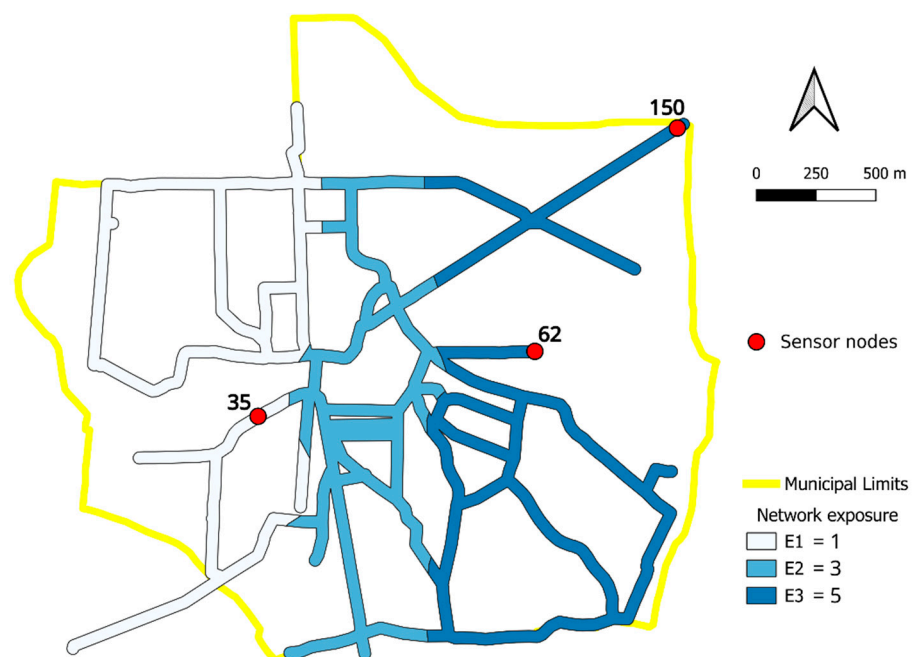 150
0 250 500 m
62
Sensor nodes
35
Municipal Limits
Network exposure
E1 = 1
E2 = 3
E3 = 5